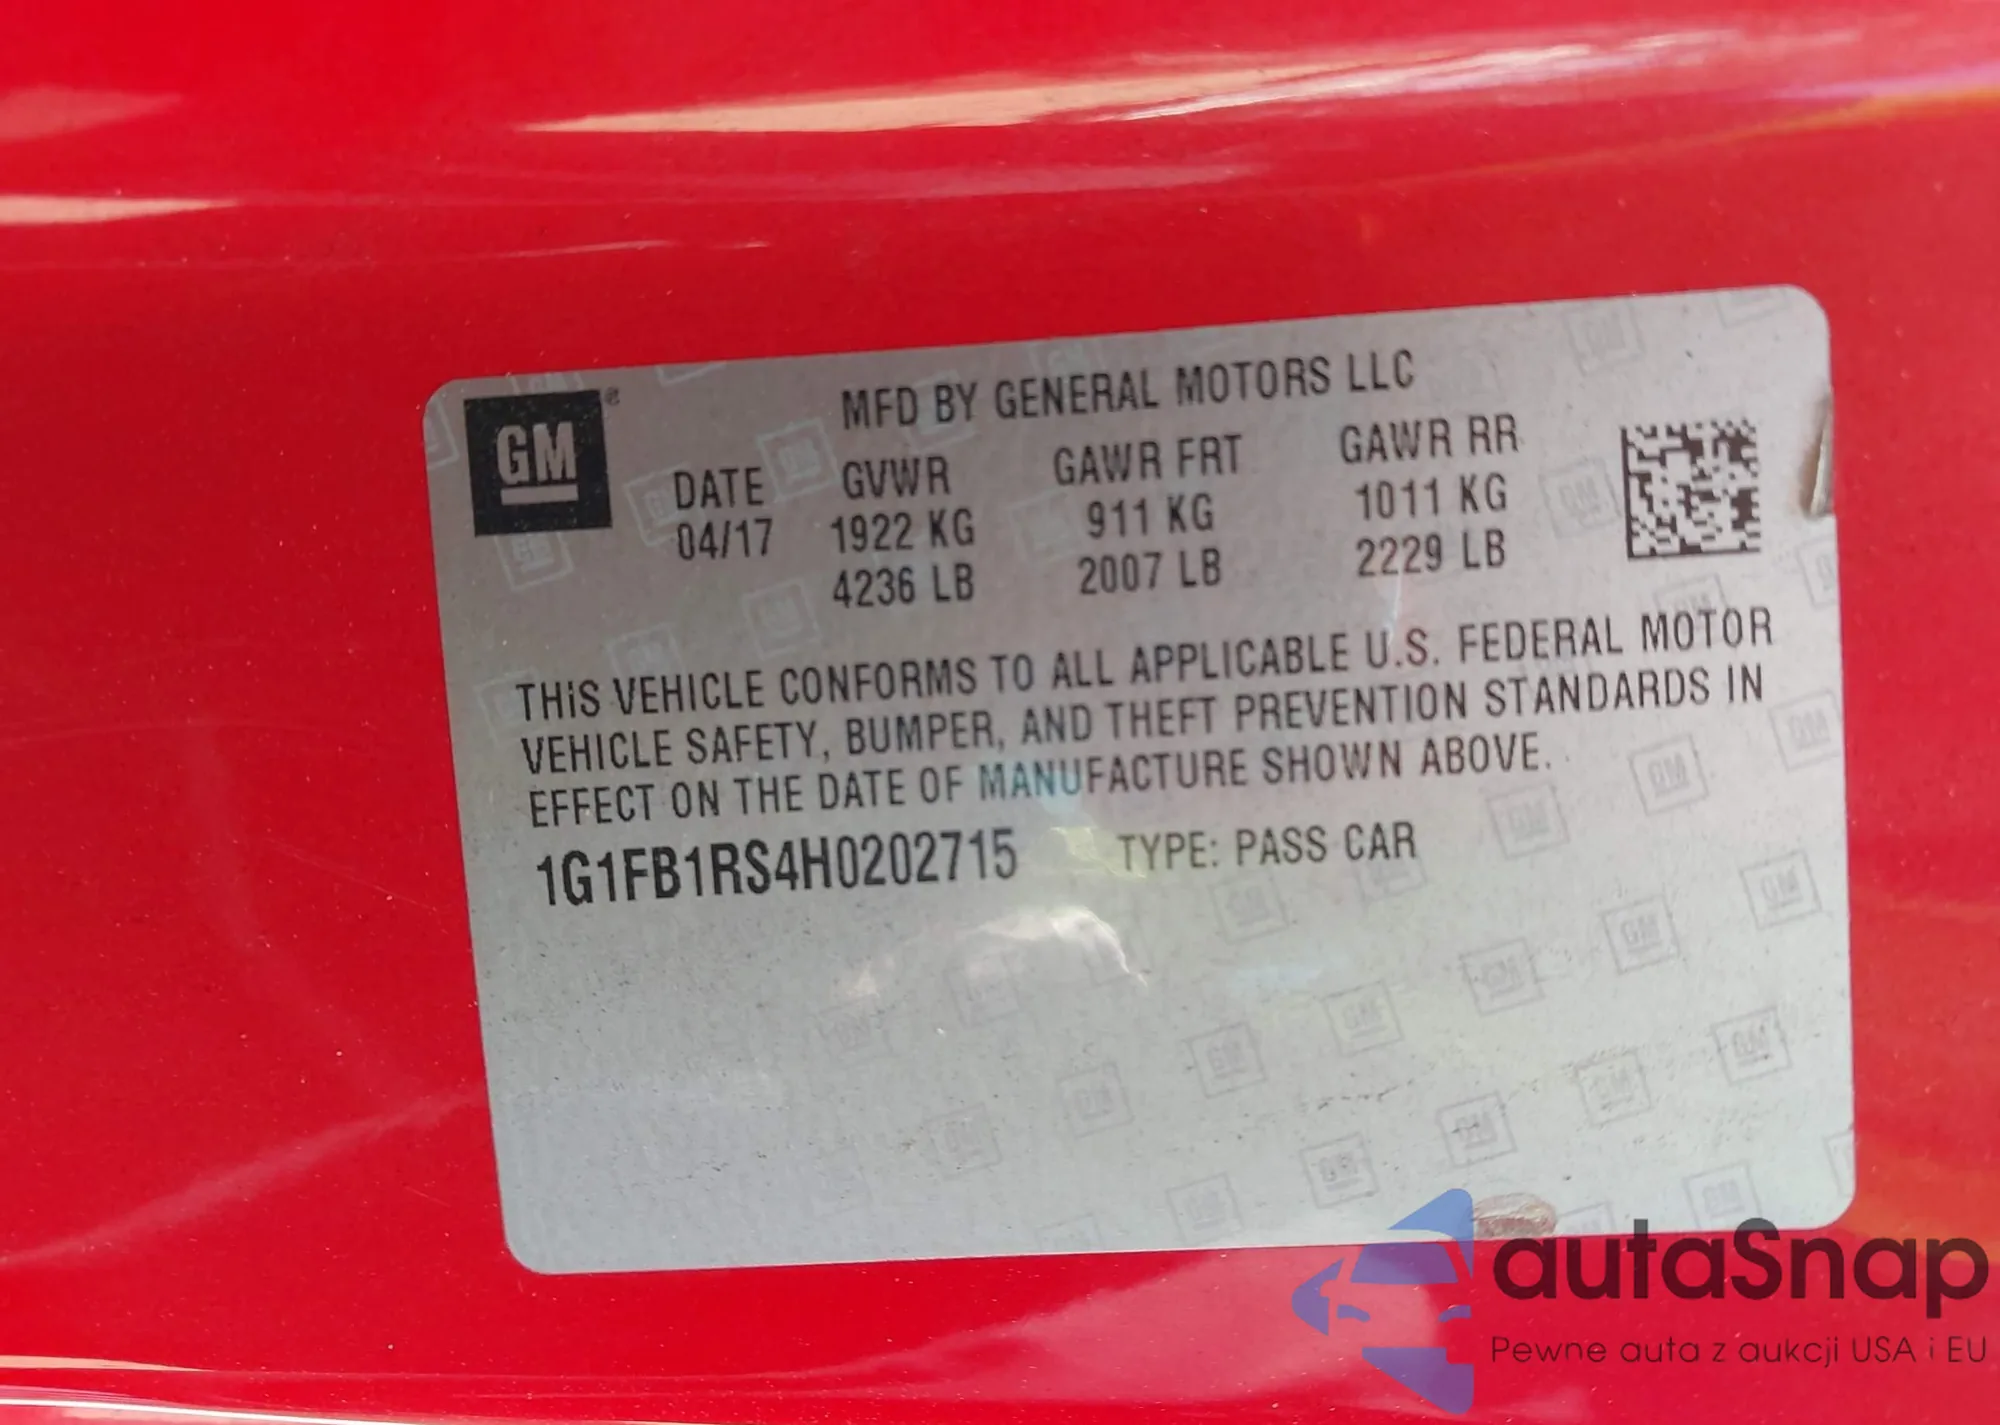 GM ®
MFD BY GENERAL MOTORS LLC
DATE GVWR GAWR FRT GAWR RR
04/17 1922 KG 911 KG 1011 KG
4236 LB 2007 LB 2229 LB
THiS VEHICLE CONFORMS TO ALL APPLICABLE U.S. FEDERAL MOTOR
VEHICLE SAFETY, BUMPER, AND THEFT PREVENTION STANDARDS IN
EFFECT ON THE DATE OF MANUFACTURE SHOWN ABOVE.
1G1FB1RS4H0202715 TYPE: PASS CAR
autaSnap
Pewne auta z aukcji USA i EU